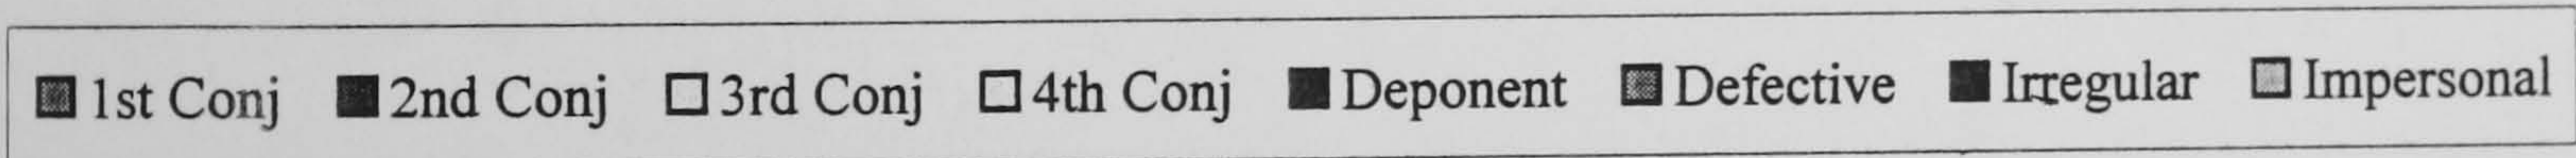 1st Conj 2nd Conj 3rd Conj 4th Conj Deponent Defective Irregular Impersonal